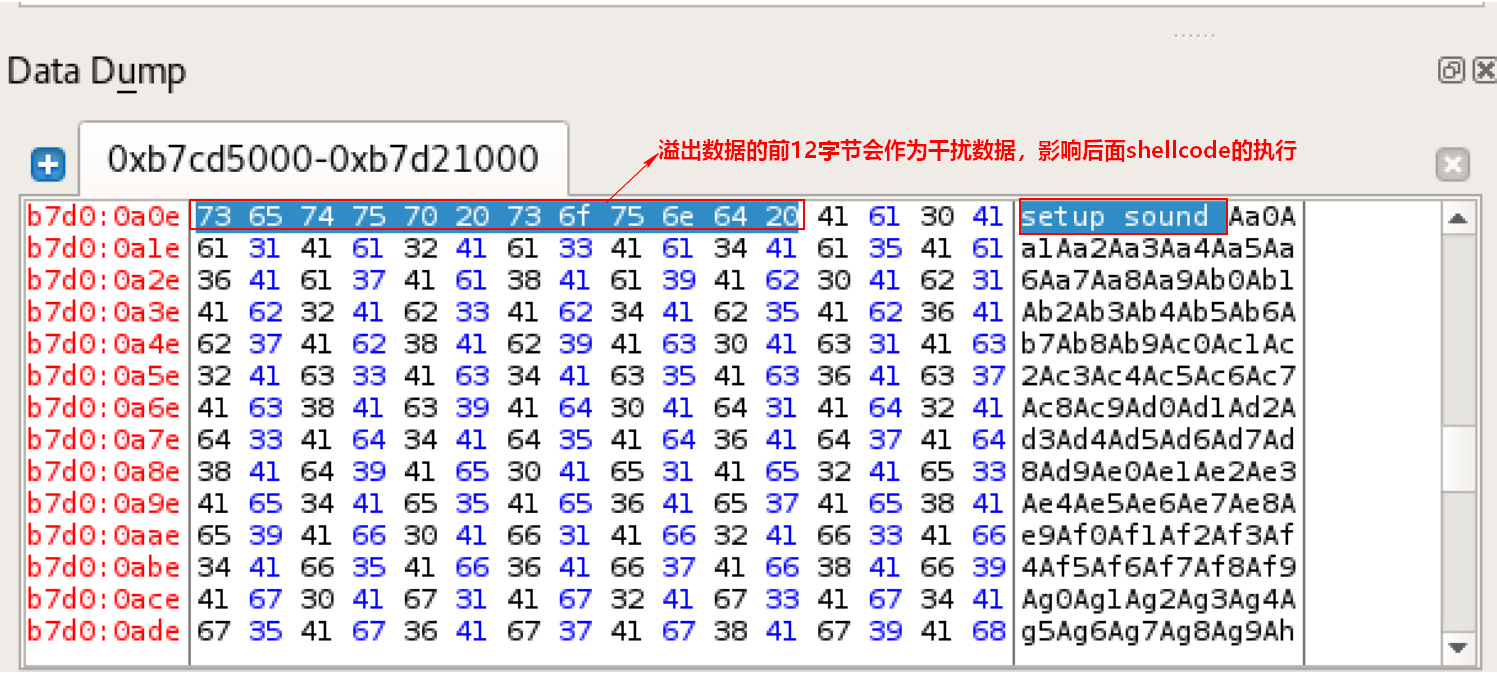 Data Dump
0xb7cd5000-0xb7d21000
溢出数据的前12字节会作为干扰数据，影响后面shellcode的执行
b7d0:0a0e 73 65 74 75 70 20 73 6f 75 6e 64 20 41 61 30 41 setup sound Aa0A
b7d0:0a1e 61 31 41 61 32 41 61 33 41 61 34 41 61 35 41 61 a1Aa2Aa3Aa4Aa5Aa
b7d0:0a2e 36 41 61 37 41 61 38 41 61 39 41 62 30 41 62 31 6Aa7Aa8Aa9Ab0Ab1
b7d0:0a3e 41 62 32 41 62 33 41 62 34 41 62 35 41 62 36 41 Ab2Ab3Ab4Ab5Ab6A
b7d0:0a4e 62 37 41 62 38 41 62 39 41 63 30 41 63 31 41 63 b7Ab8Ab9Ac0Ac1Ac
b7d0:0a5e 32 41 63 33 41 63 34 41 63 35 41 63 36 41 63 37 2Ac3Ac4Ac5Ac6Ac7
b7d0:0a6e 41 63 38 41 63 39 41 64 30 41 64 31 41 64 32 41 Ac8Ac9Ad0Ad1Ad2A
b7d0:0a7e 64 33 41 64 34 41 64 35 41 64 36 41 64 37 41 64 d3Ad4Ad5Ad6Ad7Ad
b7d0:0a8e 38 41 64 39 41 65 30 41 65 31 41 65 32 41 65 33 8Ad9Ae0Ae1Ae2Ae3
b7d0:0a9e 41 65 34 41 65 35 41 65 36 41 65 37 41 65 38 41 Ae4Ae5Ae6Ae7Ae8A
b7d0:0aae 65 39 41 66 30 41 66 31 41 66 32 41 66 33 41 66 e9Af0Af1Af2Af3Af
b7d0:0abe 34 41 66 35 41 66 36 41 66 37 41 66 38 41 66 39 4Af5Af6Af7Af8Af9
b7d0:0ace 41 67 30 41 67 31 41 67 32 41 67 33 41 67 34 41 Ag0Ag1Ag2Ag3Ag4A
b7d0:0ade 67 35 41 67 36 41 67 37 41 67 38 41 67 39 41 68 g5Ag6Ag7Ag8Ag9Ah